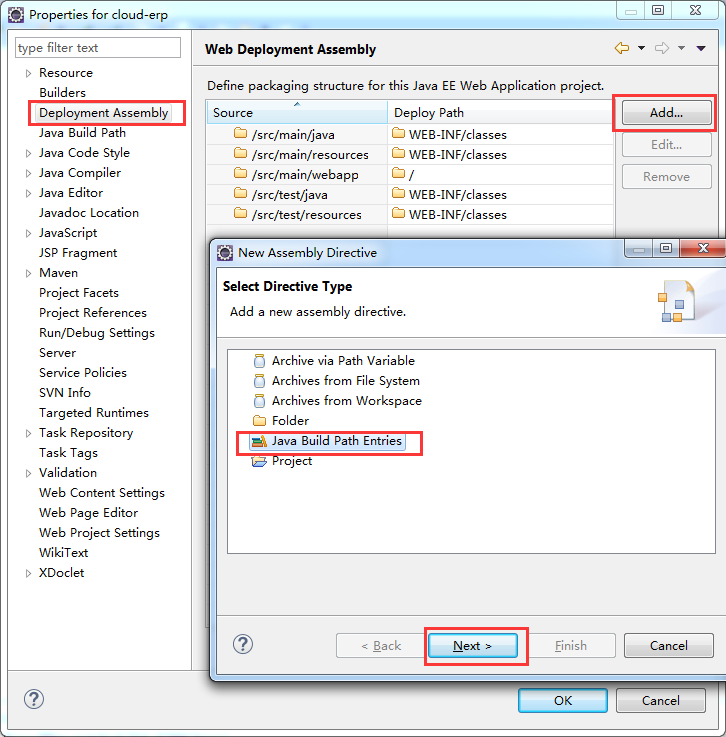 Properties for cloud-erp
type filter text
Resource
Builders
Deployment Assembly
Java Build Path
Java Code Style
Java Compiler
Java Editor
Javadoc Location
JavaScript
JSP Fragment
Maven
Project Facets
Project References
Run/Debug Settings
Server
Service Policies
SVN Info
Targeted Runtimes
Task Repository
Task Tags
Validation
Web Content Settings
Web Page Editor
Web Project Settings
WikiText
XDoclet
Web Deployment Assembly
Define packaging structure for this Java EE Web Application project.
Source Deploy Path
/src/main/java WEB-INF/classes
/src/main/resources WEB-INF/classes
/src/main/webapp /
/src/test/java WEB-INF/classes
/src/test/resources WEB-INF/classes
Add...
Edit...
Remove
New Assembly Directive
Select Directive Type
Add a new assembly directive.
Archive via Path Variable
Archives from File System
Archives from Workspace
Folder
Java Build Path Entries
Project
? < Back Next > Finish Cancel
? OK Cancel